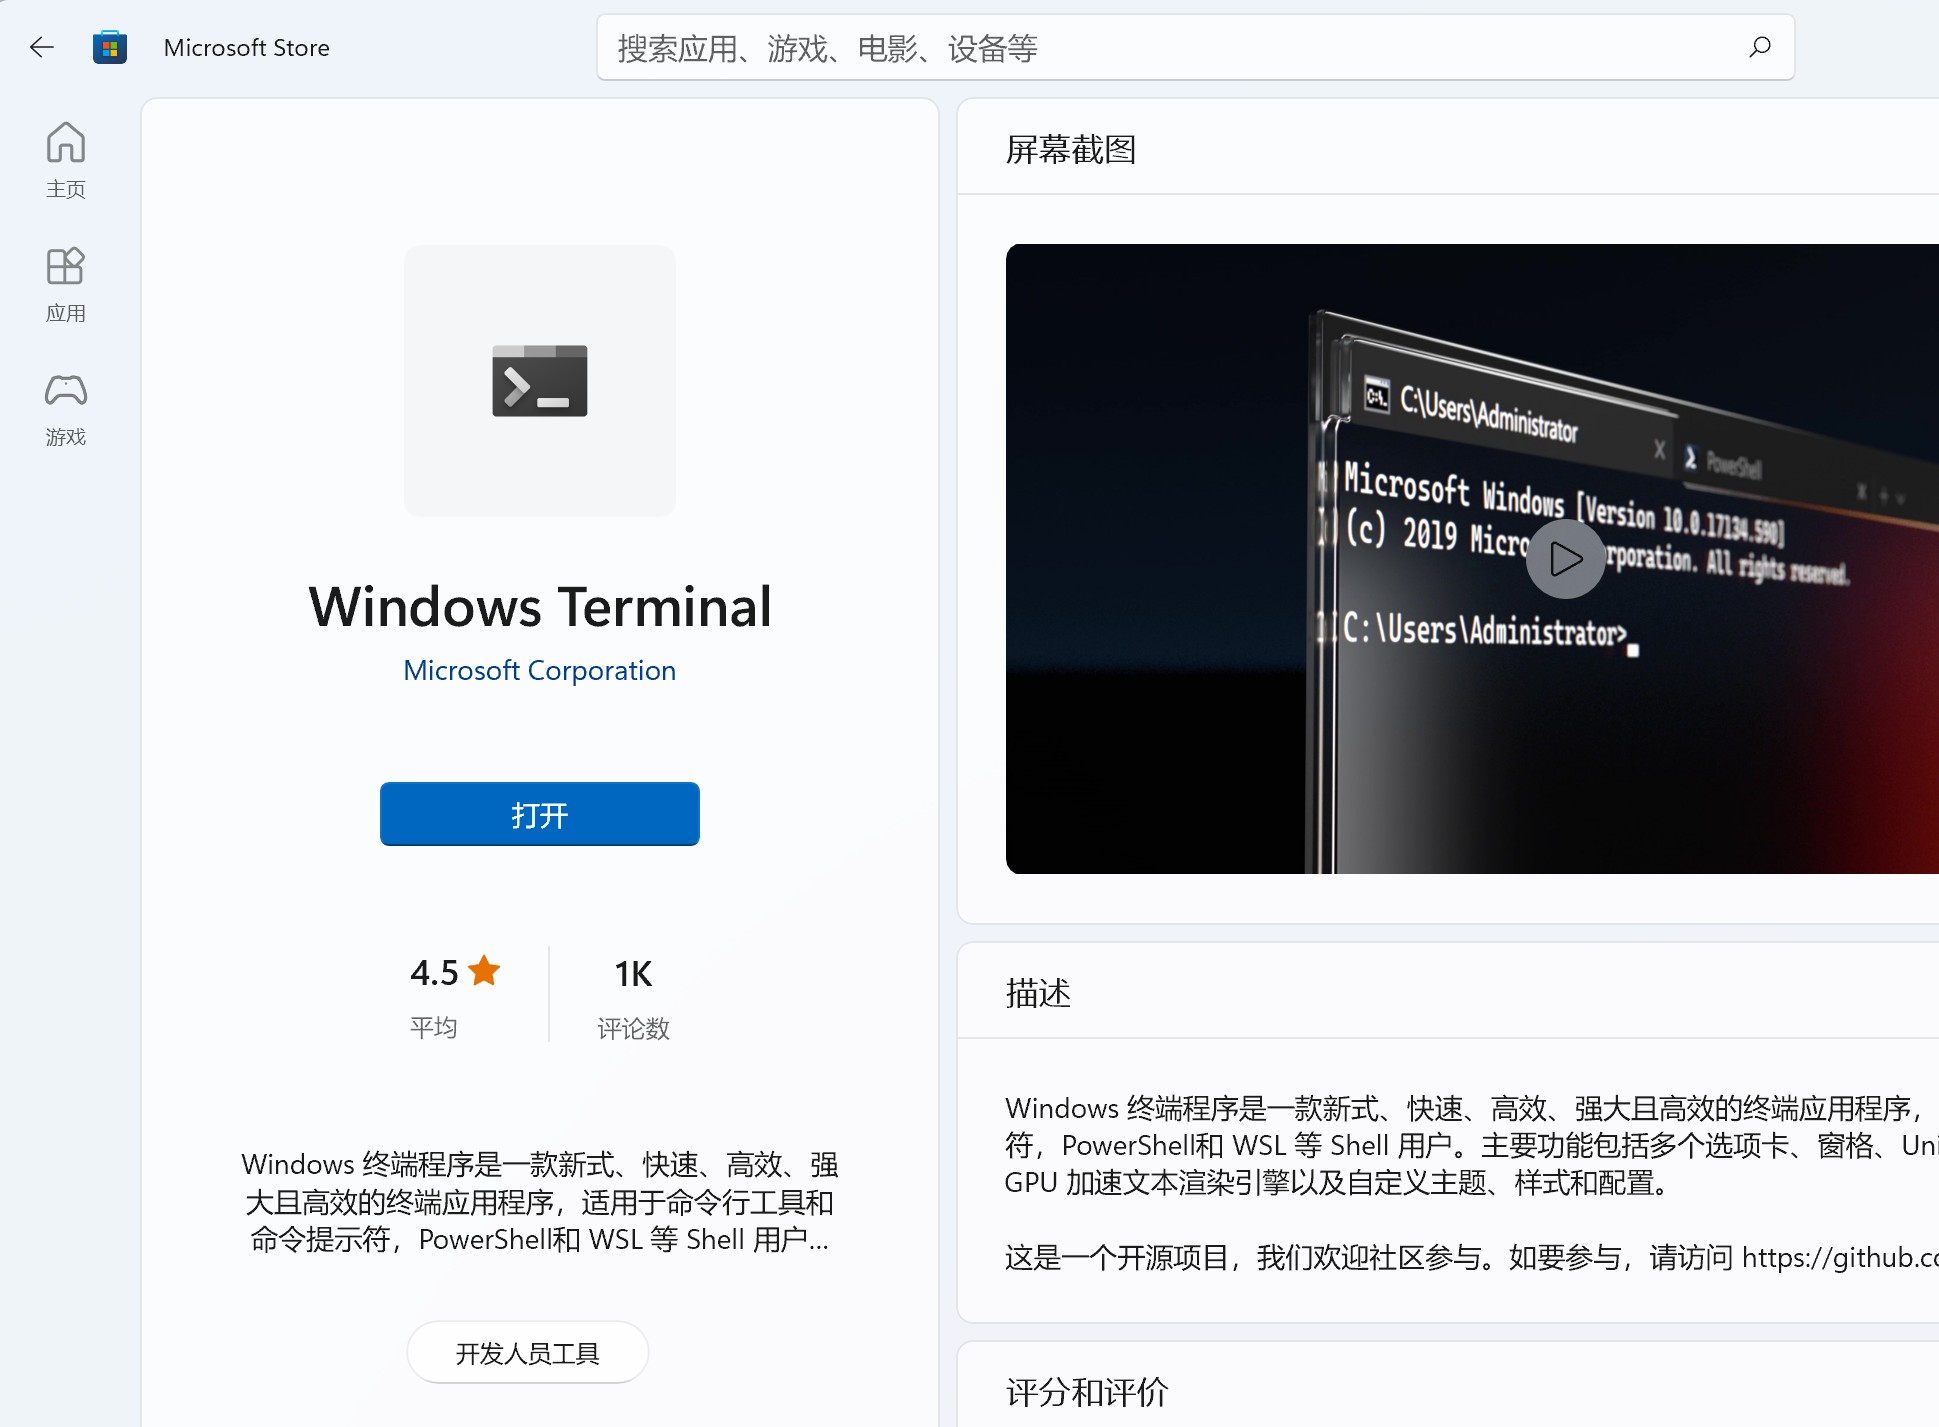 Microsoft Store
搜索应用、游戏、电影、设备等
主页
应用
游戏
Windows Terminal
Microsoft Corporation
打开
4.5
平均
1K
评论数
Windows 终端程序是一款新式、快速、高效、强
大且高效的终端应用程序，适用于命令行工具和
命令提示符，PowerShell和 WSL 等 Shell 用户...
开发人员工具
屏幕截图
C:\Users\Administrator
X
PowerShell
Microsoft Windows [Version 10.0.17134.590]
(c) 2019 Micro rporation. All rights reserved.
C:\Users\Administrator>
描述
Windows 终端程序是一款新式、快速、高效、强大且高效的终端应用程序，
符，PowerShell和 WSL 等 Shell 用户。主要功能包括多个选项卡、窗格、Uni
GPU 加速文本渲染引擎以及自定义主题、样式和配置。
这是一个开源项目，我们欢迎社区参与。如要参与，请访问 https://github.co
评分和评价